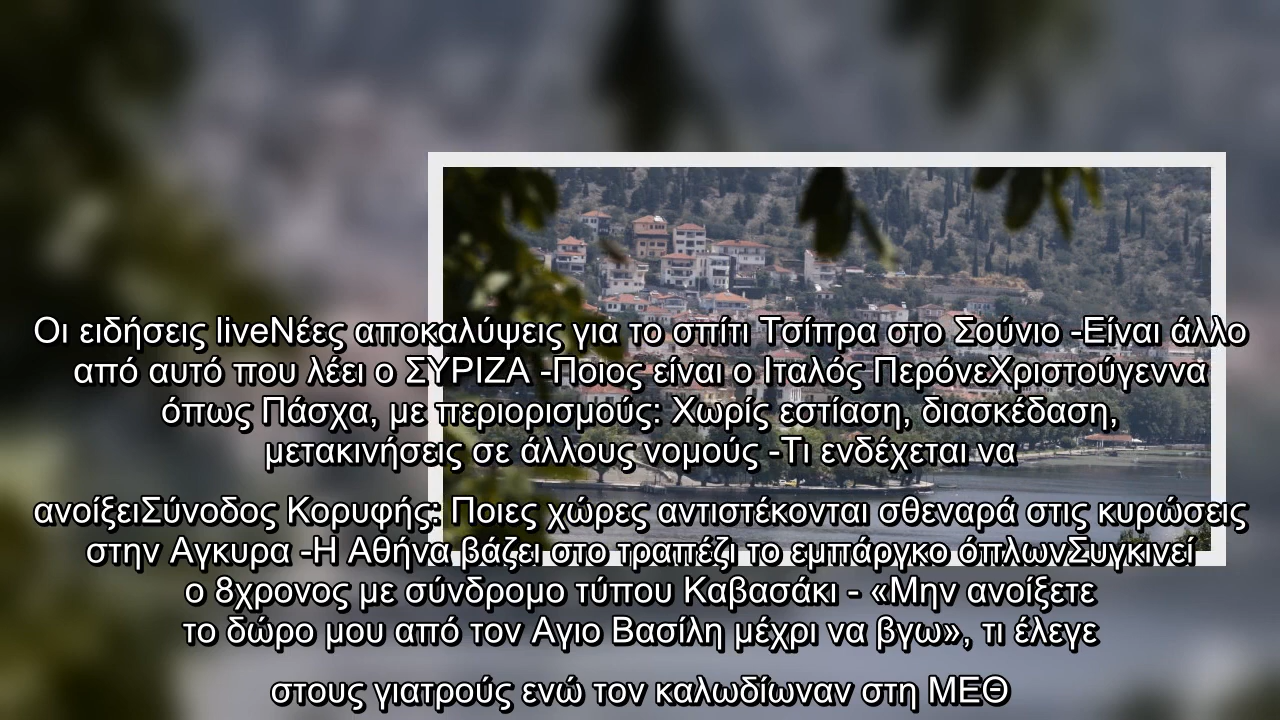 Οι ειδήσεις liveΝέες αποκαλύψεις για το σπίτι Τσίπρα στο Σούνιο -Είναι άλλο
από αυτό που λέει ο ΣΥΡΙΖΑ -Ποιος είναι ο Ιταλός ΠερόνεΧριστούγεννα
όπως Πάσχα, με περιορισμούς: Χωρίς εστίαση, διασκέδαση,
μετακινήσεις σε άλλους νομούς -Τι ενδέχεται να
ανοίξειΣύνοδος Κορυφής: Ποιες χώρες αντιστέκονται σθεναρά στις κυρώσεις
στην Αγκυρα -Η Αθήνα βάζει στο τραπέζι το εμπάργκο όπλωνΣυγκινεί
ο 8χρονος με σύνδρομο τύπου Καβασάκι - «Μην ανοίξετε
το δώρο μου από τον Αγιο Βασίλη μέχρι να βγω», τι έλεγε
στους γιατρούς ενώ τον καλωδίωναν στη ΜΕΘ